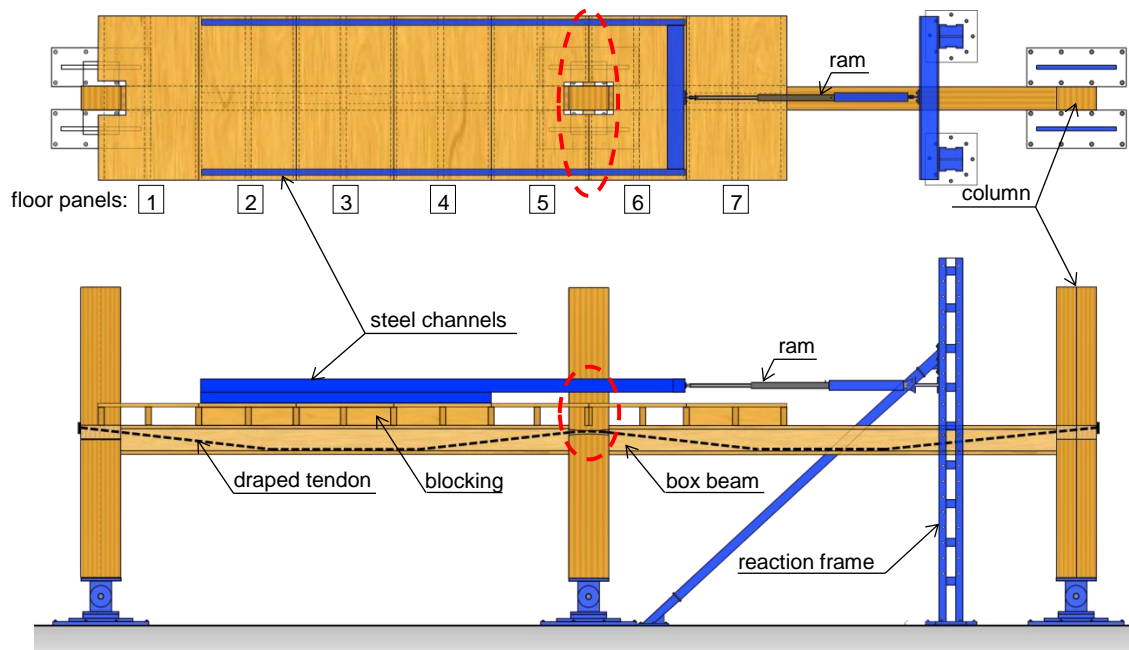 ram
floor panels: 1 2 3 4 5 6 7
column
steel channels
ram
draped tendon
blocking
box beam
reaction frame